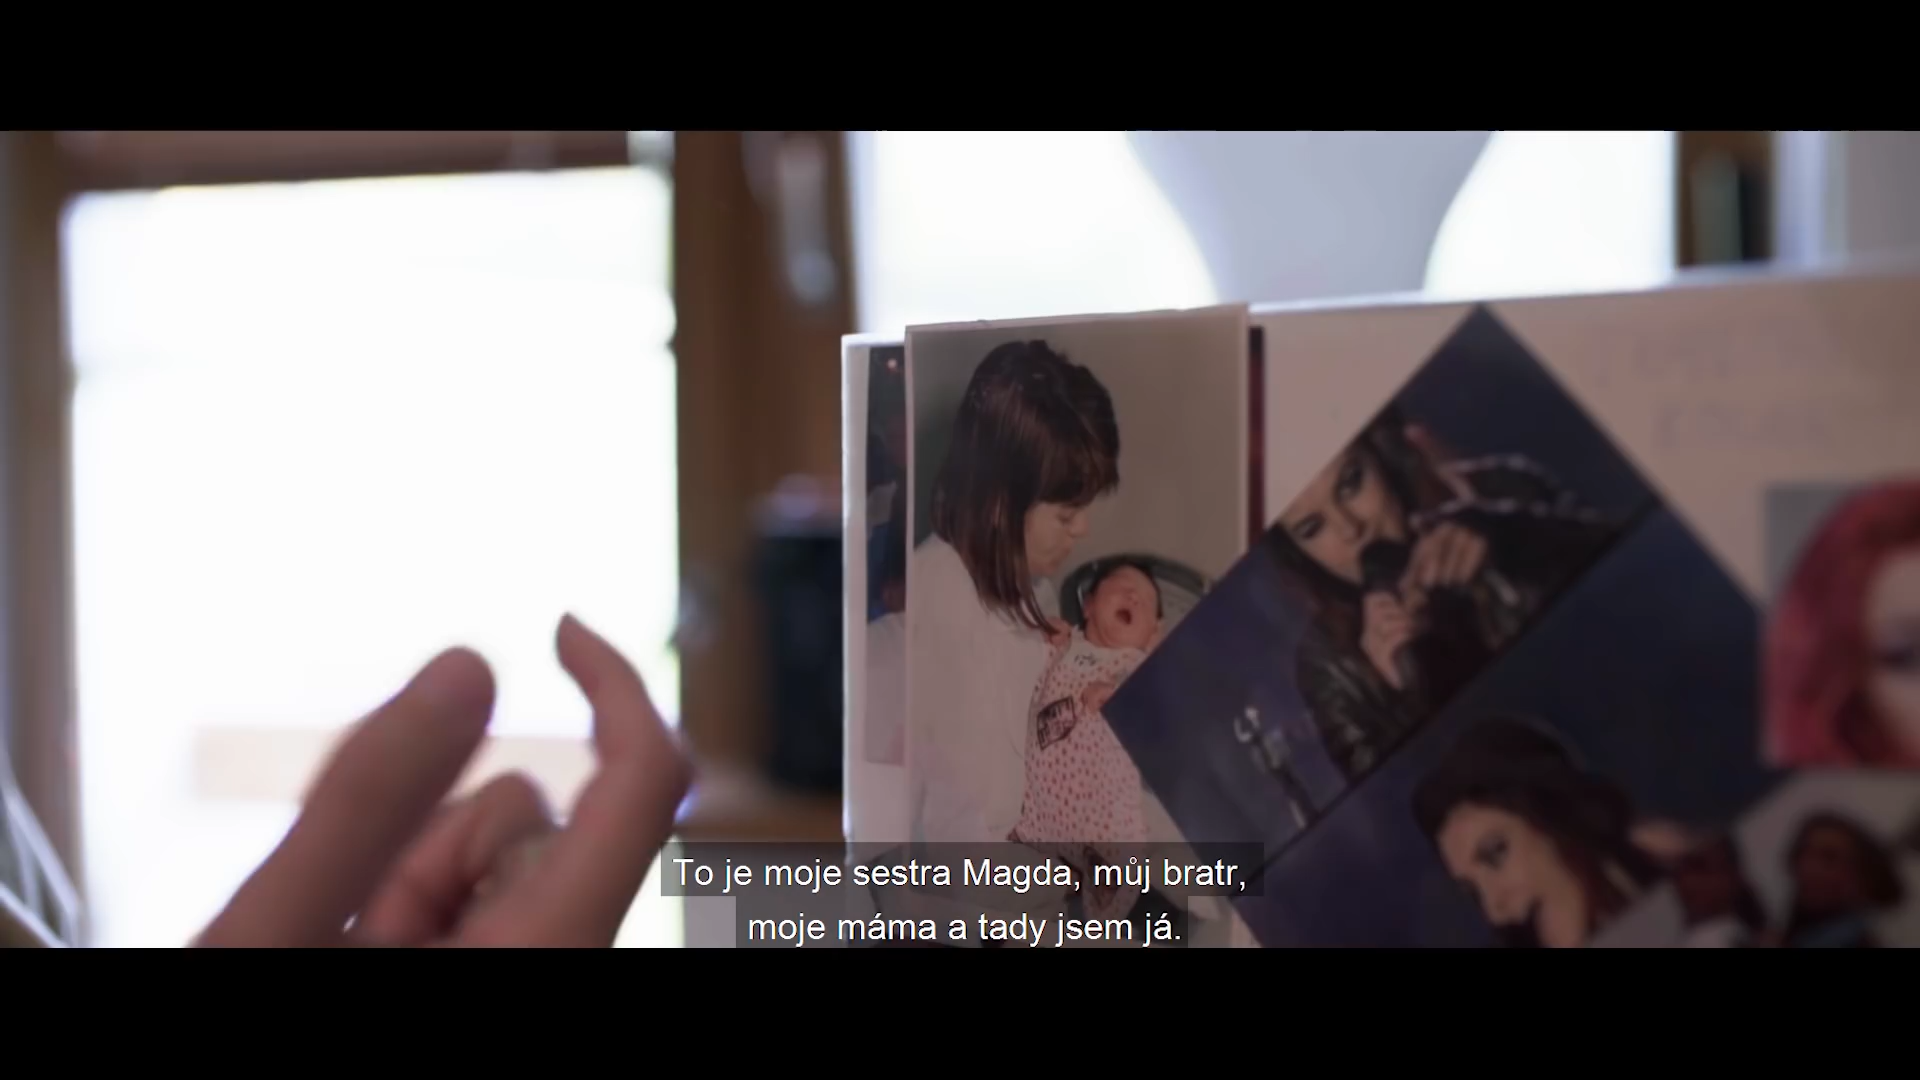 To je moje sestra Magda, můj bratr,
moje máma a tady jsem já.